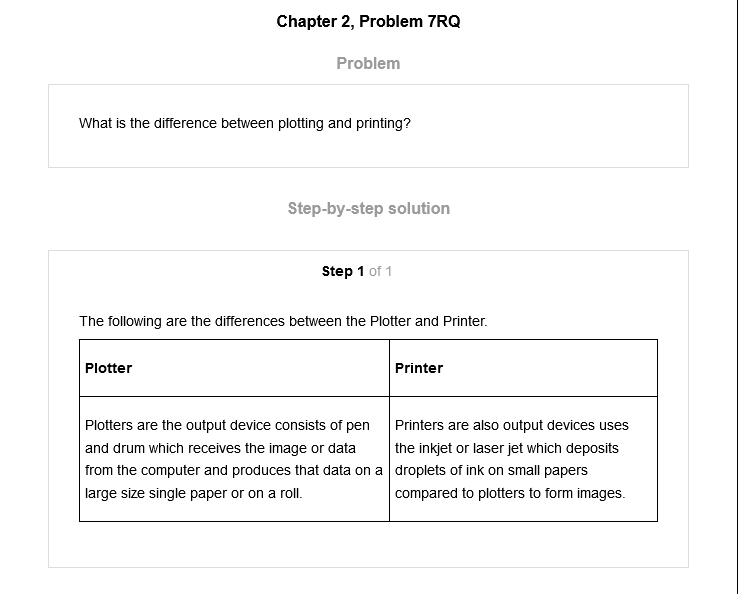 Chapter 2, Problem 7RQ
Problem
What is the difference between plotting and printing?
Step-by-step solution
Step 1 of 1
The following are the differences between the Plotter and Printer.
Plotter
Printer
Plotters are the output device consists of pen
and drum which receives the image or data
from the computer and produces that data on a
large size single paper or on a roll.
Printers are also output devices uses
the inkjet or laser jet which deposits
droplets of ink on small papers
compared to plotters to form images.